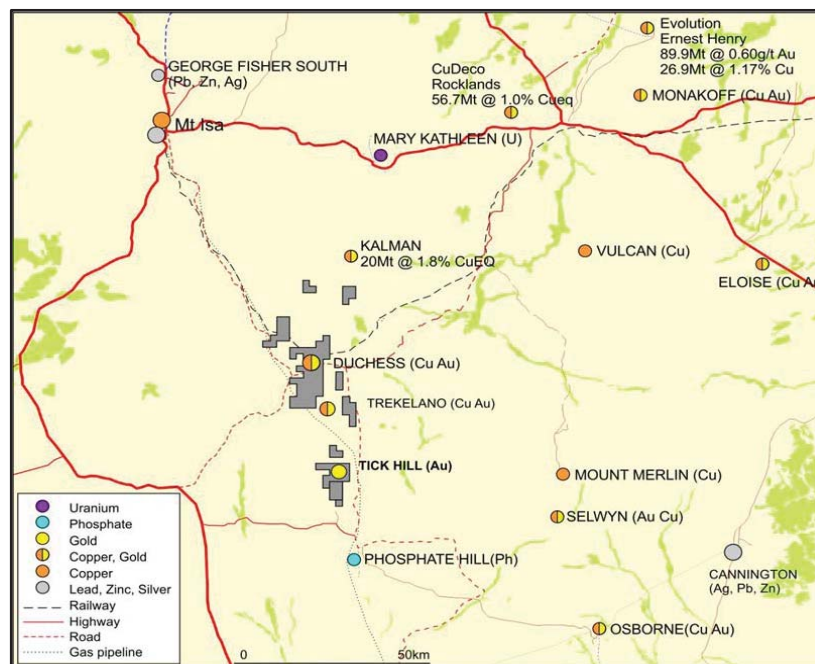 Evolution
Ernest Henry
89.9Mt @ 0.60g/t Au
26.9Mt @ 1.17% Cu
GEORGE FISHER SOUTH
(Pb, Zn, Ag)
CuDeco
Rocklands
56.7Mt @ 1.0% Cueq
MONAKOFF (Cu Au)
Mt Isa
MARY KATHLEEN (U)
KALMAN
20Mt @ 1.8% CuEQ
VULCAN (Cu)
ELOISE (Cu Au
DUCHESS (Cu Au)
TREKELANO (Cu Au)
TICK HILL (Au)
MOUNT MERLIN (Cu)
SELWYN (Au Cu)
PHOSPHATE HILL(Ph)
CANNINGTON
(Ag, Pb, Zn)
OSBORNE(Cu Au)
Uranium
Phosphate
Gold
Copper, Gold
Copper
Lead, Zinc, Silver
Railway
Highway
Road
Gas pipeline
0 50km